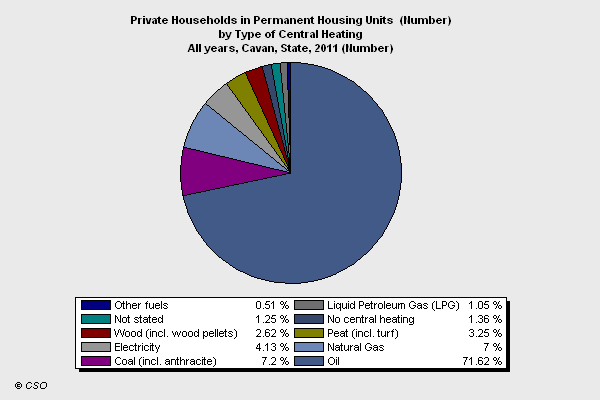 Private Households in Permanent Housing Units (Number)
by Type of Central Heating
All years, Cavan, State, 2011 (Number)
Other fuels 0.51 % Liquid Petroleum Gas (LPG) 1.05 %
Not stated 1.25 % No central heating 1.36 %
Wood (incl. wood pellets) 2.62 % Peat (incl. turf) 3.25 %
Electricity 4.13 % Natural Gas 7 %
Coal (incl. anthracite) 7.2 % Oil 71.62 %
© CSO